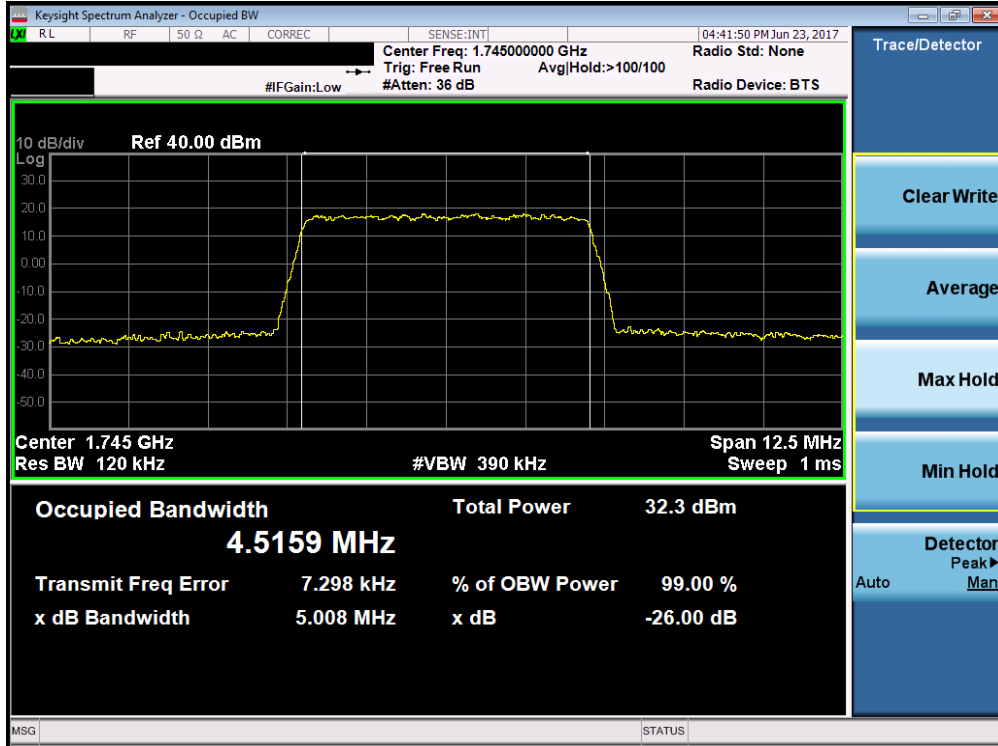 Keysight Spectrum Analyzer - Occupied BW
LXI RL RF 50 Ω AC CORREC SENSE:INT 04:41:50 PM Jun 23, 2017
Center Freq: 1.745000000 GHz Radio Std: None
Trig: Free Run Avg|Hold:>100/100
#IFGain:Low #Atten: 36 dB Radio Device: BTS
10 dB/div Ref 40.00 dBm
Log
30.0
20.0
10.0
0.00
-10.0
-20.0
-30.0
-40.0
-50.0
Center 1.745 GHz Span 12.5 MHz
Res BW 120 kHz #VBW 390 kHz Sweep 1 ms
Occupied Bandwidth Total Power 32.3 dBm
4.5159 MHz
Transmit Freq Error 7.298 kHz % of OBW Power 99.00 %
x dB Bandwidth 5.008 MHz x dB -26.00 dB
Trace/Detector
Clear Write
Average
Max Hold
Min Hold
Detector
Peak▶
Auto Man
MSG STATUS